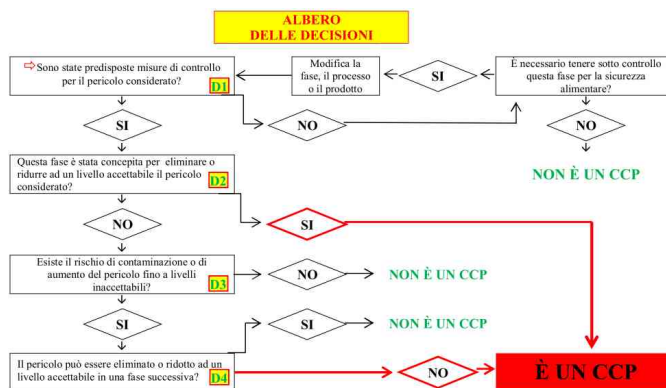 ALBERO
DELLE DECISIONI
⇨Sono state predisposte misure di controllo
per il pericolo considerato?
D1
Modifica la
fase, il processo
o il prodotto
SI
È necessario tenere sotto controllo
questa fase per la sicurezza
alimentare?
SI
NO
NO
NON È UN CCP
Questa fase è stata concepita per eliminare o
ridurre ad un livello accettabile il pericolo
considerato?
D2
NO
SI
Esiste il rischio di contaminazione o di
aumento del pericolo fino a livelli
inaccettabili?
D3
NO
NON È UN CCP
SI
SI
NON È UN CCP
Il pericolo può essere eliminato o ridotto ad un
livello accettabile in una fase successiva?
D4
NO
È UN CCP